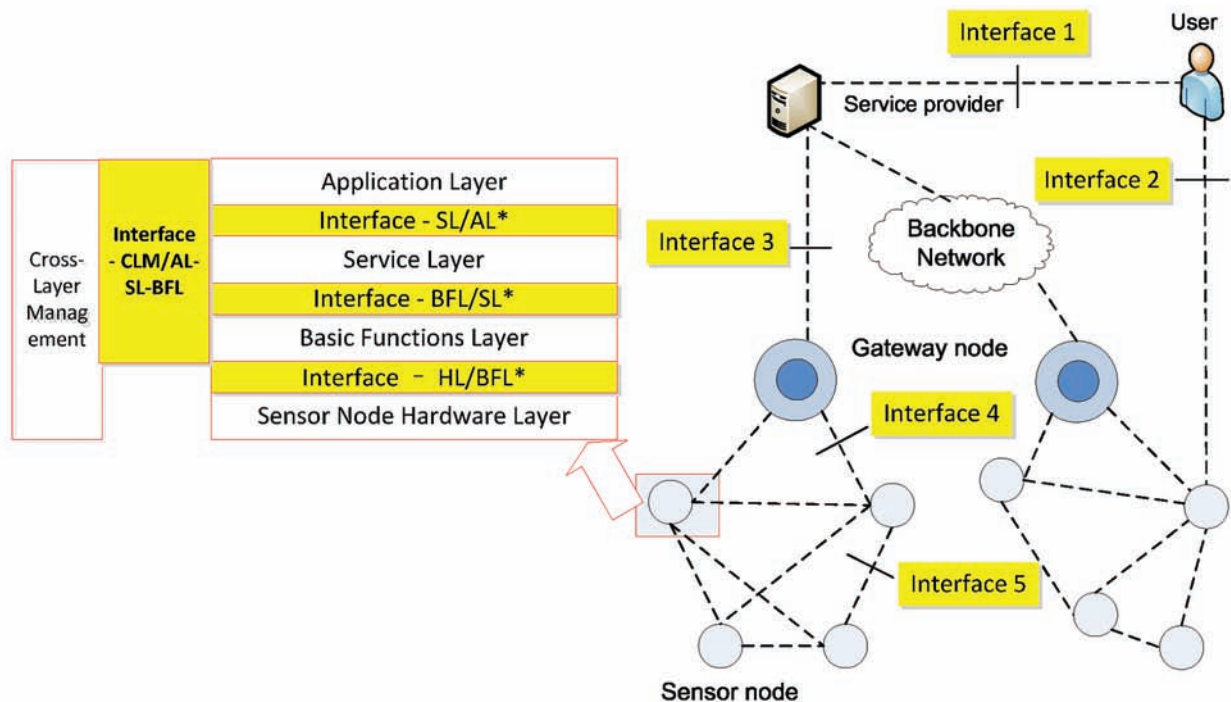 Cross-
Layer
Manag
ement
Interface
- CLM/AL-
SL-BFL
Application Layer
Interface - SL/AL*
Service Layer
Interface - BFL/SL*
Basic Functions Layer
Interface – HL/BFL*
Sensor Node Hardware Layer
Interface 1
User
Service provider
Interface 2
Interface 3
Backbone
Network
Gateway node
Interface 4
Interface 5
Sensor node